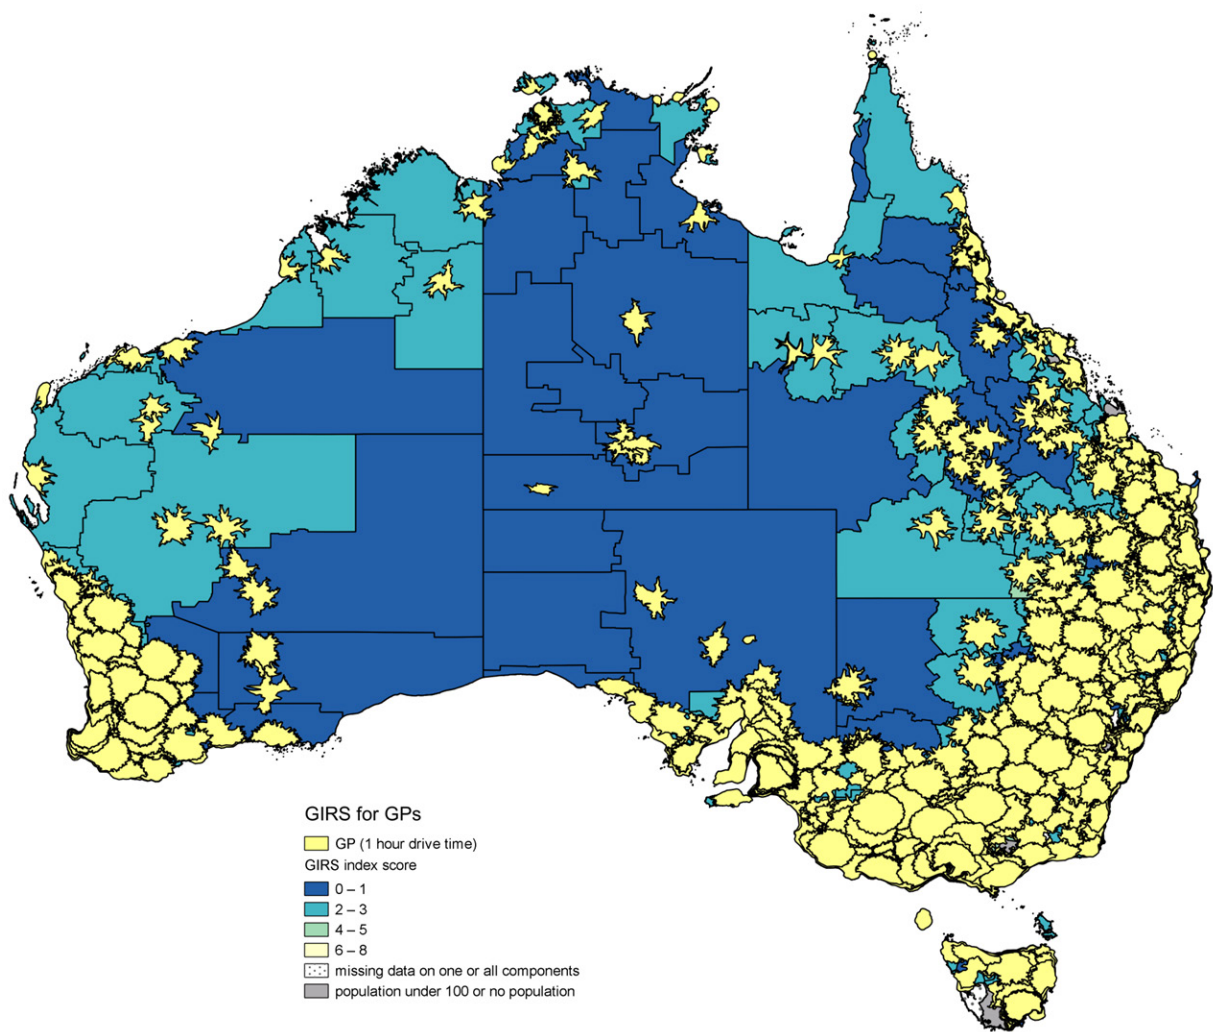 GIRS for GPs
GP (1 hour drive time)
GIRS index score
0 – 1
2 – 3
4 – 5
6 – 8
missing data on one or all components
population under 100 or no population